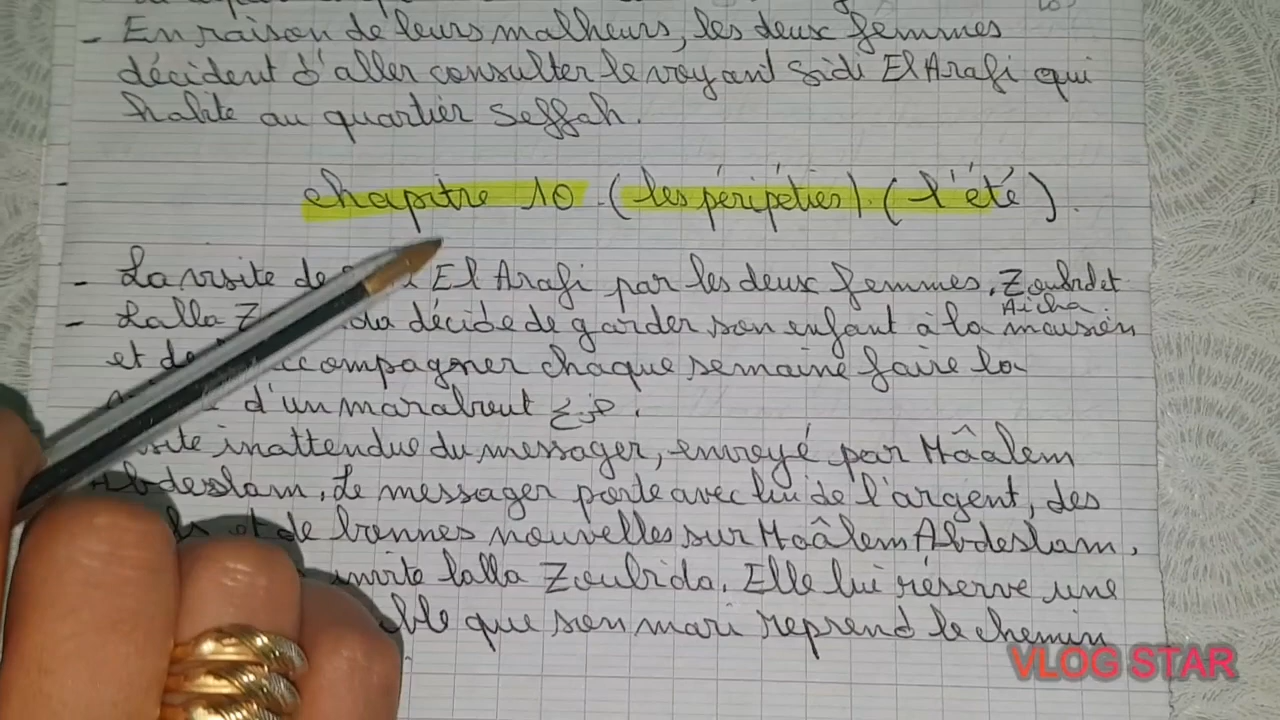 - En raison de leurs malheurs, les deux femmes
décident d'aller consulter le voyant Sidi El Arafi qui
habite au quartier Seffah.
chapitre 10 - (les péripéties). (l'été).
- La visite de El Arafi par les deux femmes, Zoubid et
Aicha
- Lalla décide de garder son enfant à la maison
et de accompagner chaque semaine faire la
d'un marabout
inattendue du messager, envoyé par Mâalem
Abdeslam, Le messager porte avec lui de l'argent, des
et de bonnes nouvelles sur Maâlem Abdeslam,
invite lalla Zoubida. Elle lui réserve une
que son mari reprend le chemin
VLOG STAR